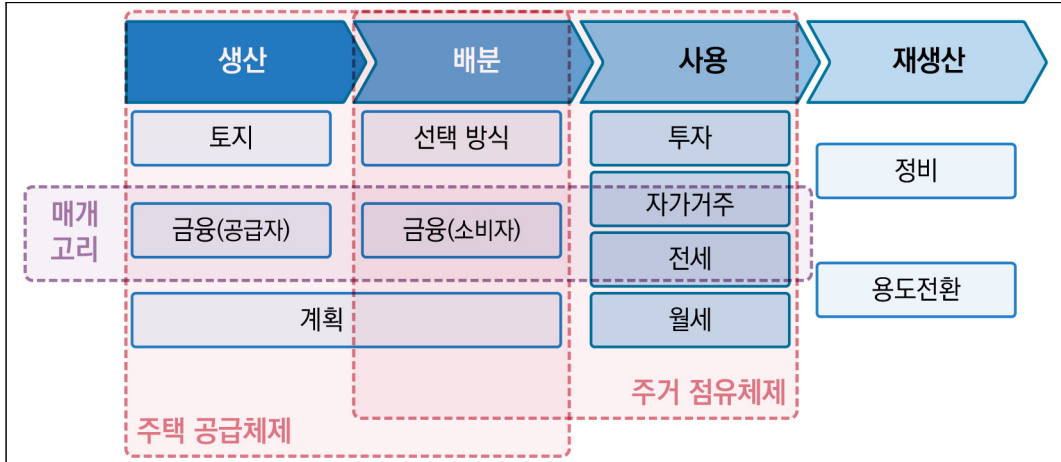 생산
배분
사용
재생산
토지
선택 방식
투자
정비
매개
고리
금융(공급자)
금융(소비자)
자가거주
전세
용도전환
계획
월세
주거 점유체제
주택 공급체제